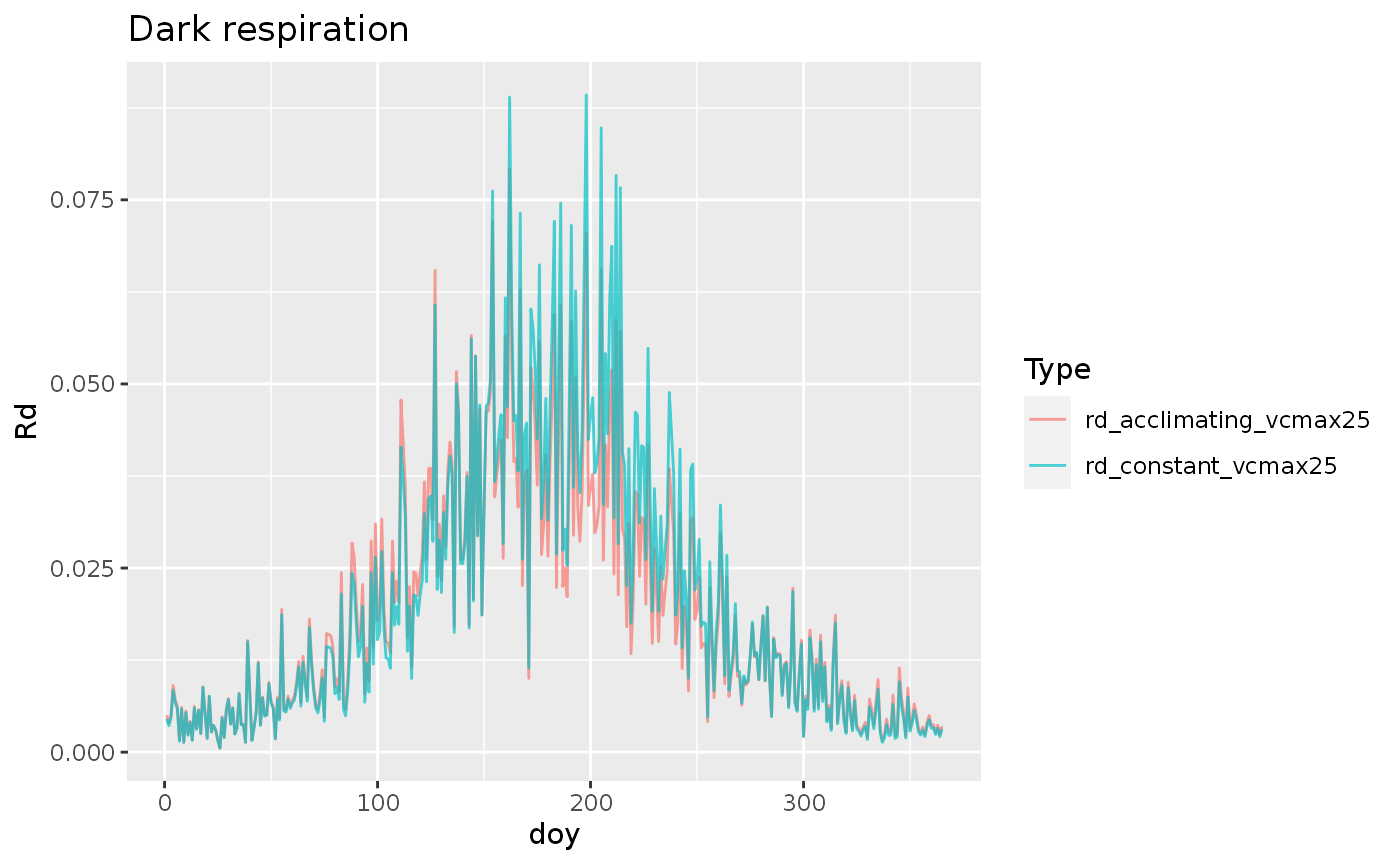 Dark respiration
Rd
0.075
0.050
0.025
0.000
0 100 200 300
doy
Type
rd_acclimating_vcmax25
rd_constant_vcmax25